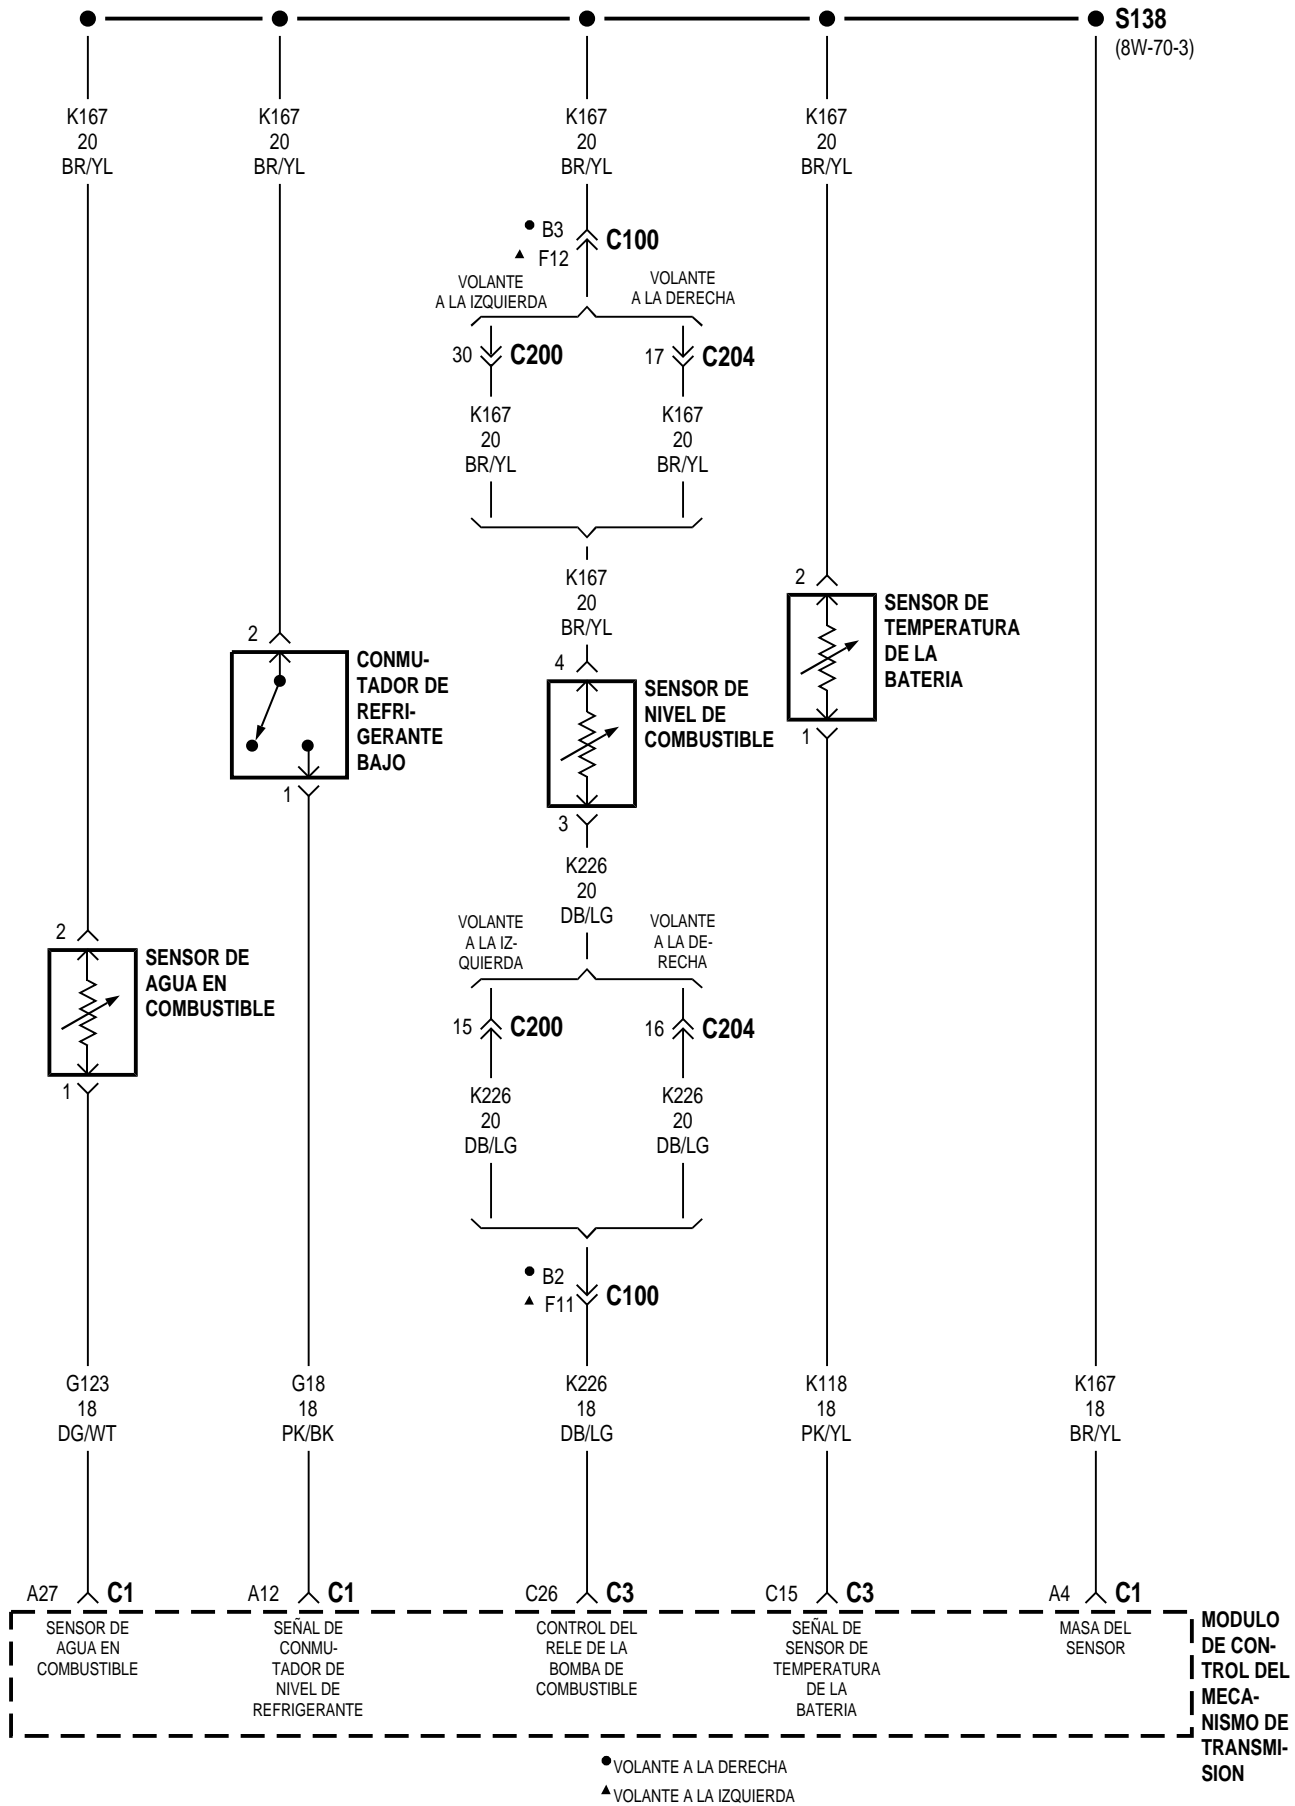 S138
(8W-70-3)
K167
20
BR/YL
K167
20
BR/YL
K167
20
BR/YL
K167
20
BR/YL
B3
F12
C100
VOLANTE
A LA IZQUIERDA
VOLANTE
A LA DERECHA
30
C200
17
C204
K167
20
BR/YL
K167
20
BR/YL
K167
20
BR/YL
2
SENSOR DE
TEMPERATURA
DE LA
BATERIA
1
2
CONMU-
TADOR DE
REFRI-
GERANTE
BAJO
1
4
SENSOR DE
NIVEL DE
COMBUSTIBLE
3
K226
20
DB/LG
2
SENSOR DE
AGUA EN
COMBUSTIBLE
1
VOLANTE
A LA IZ-
QUIERDA
VOLANTE
A LA DE-
RECHA
15
C200
16
C204
K226
20
DB/LG
K226
20
DB/LG
B2
F11
C100
G123
18
DG/WT
G18
18
PK/BK
K226
18
DB/LG
K118
18
PK/YL
K167
18
BR/YL
A27
C1
A12
C1
C26
C3
C15
C3
A4
C1
SENSOR DE
AGUA EN
COMBUSTIBLE
SEÑAL DE
CONMU-
TADOR DE
NIVEL DE
REFRIGERANTE
CONTROL DEL
RELE DE LA
BOMBA DE
COMBUSTIBLE
SEÑAL DE
SENSOR DE
TEMPERATURA
DE LA
BATERIA
MASA DEL
SENSOR
MODULO
DE CON-
TROL DEL
MECA-
NISMO DE
TRANSMI-
SION
VOLANTE A LA DERECHA
VOLANTE A LA IZQUIERDA